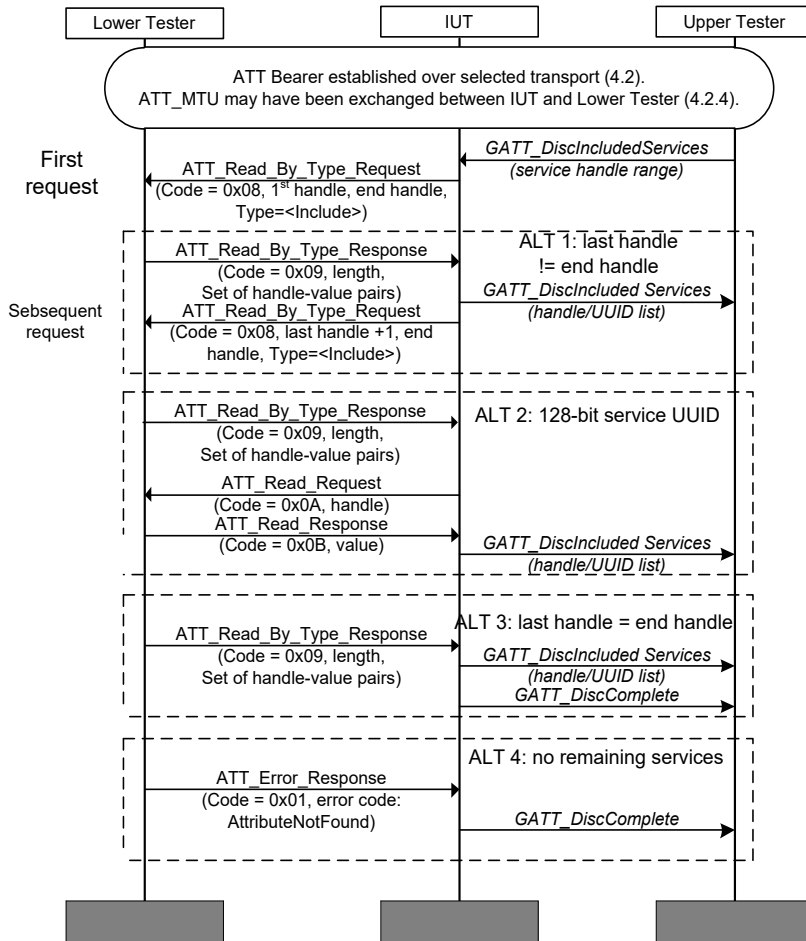 Lower Tester
IUT
Upper Tester
ATT Bearer established over selected transport (4.2).
ATT_MTU may have been exchanged between IUT and Lower Tester (4.2.4).
First
request
GATT_DiscIncludedServices
(service handle range)
ATT_Read_By_Type_Request
(Code = 0x08, 1st handle, end handle,
Type=<Include>)
ALT 1: last handle
!= end handle
ATT_Read_By_Type_Response
(Code = 0x09, length,
Set of handle-value pairs)
GATT_DiscIncluded Services
(handle/UUID list)
Sebsequent
request
ATT_Read_By_Type_Request
(Code = 0x08, last handle +1, end
handle, Type=<Include>)
ALT 2: 128-bit service UUID
ATT_Read_By_Type_Response
(Code = 0x09, length,
Set of handle-value pairs)
ATT_Read_Request
(Code = 0x0A, handle)
ATT_Read_Response
(Code = 0x0B, value)
GATT_DiscIncluded Services
(handle/UUID list)
ALT 3: last handle = end handle
ATT_Read_By_Type_Response
(Code = 0x09, length,
Set of handle-value pairs)
GATT_DiscIncluded Services
(handle/UUID list)
GATT_DiscComplete
ALT 4: no remaining services
ATT_Error_Response
(Code = 0x01, error code:
AttributeNotFound)
GATT_DiscComplete